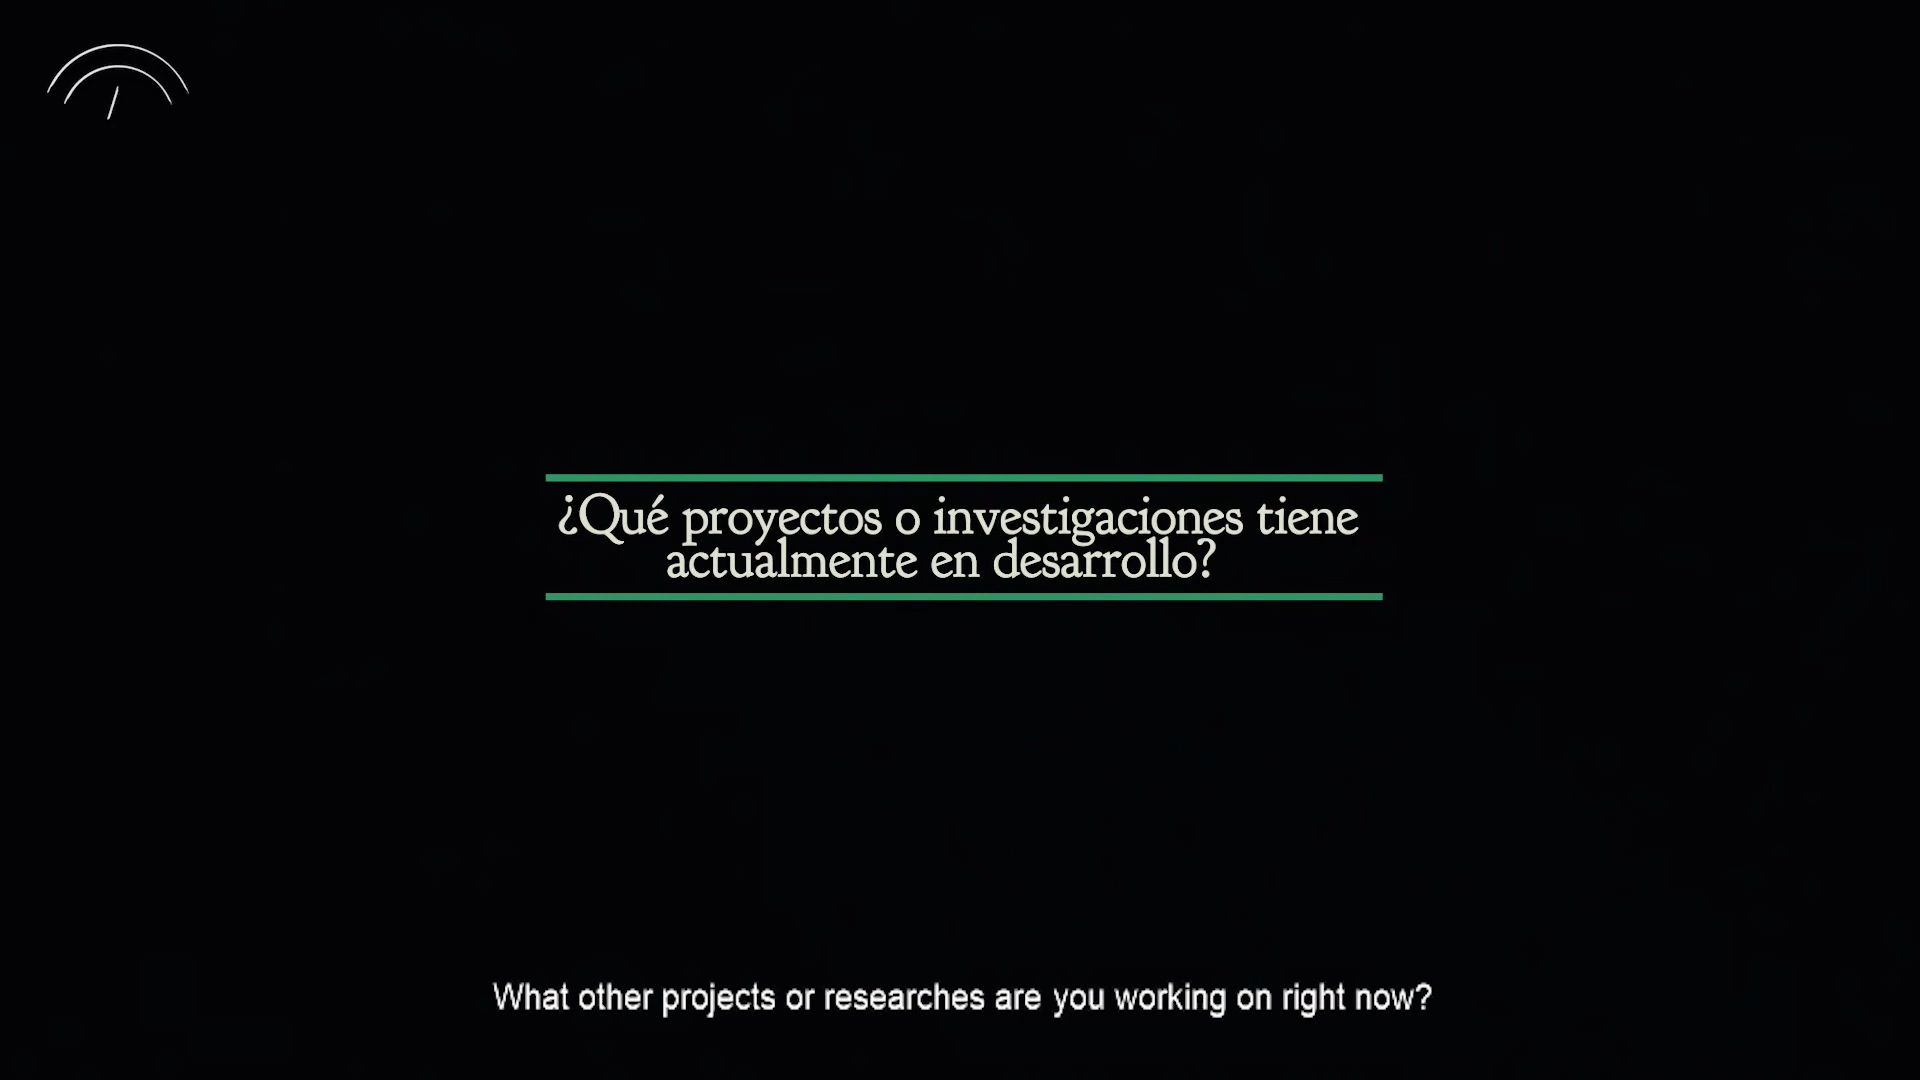 ¿Qué proyectos o investigaciones tiene
actualmente en desarrollo?
What other projects or researches are you working on right now?